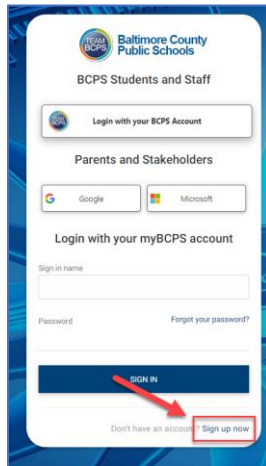 TEAM
BCPS
Baltimore County
Public Schools
BCPS Students and Staff
Login with your BCPS Account
Parents and Stakeholders
Google
Microsoft
Login with your myBCPS account
Sign in name
Password
Forgot your password?
SIGN IN
Don't have an account? Sign up now